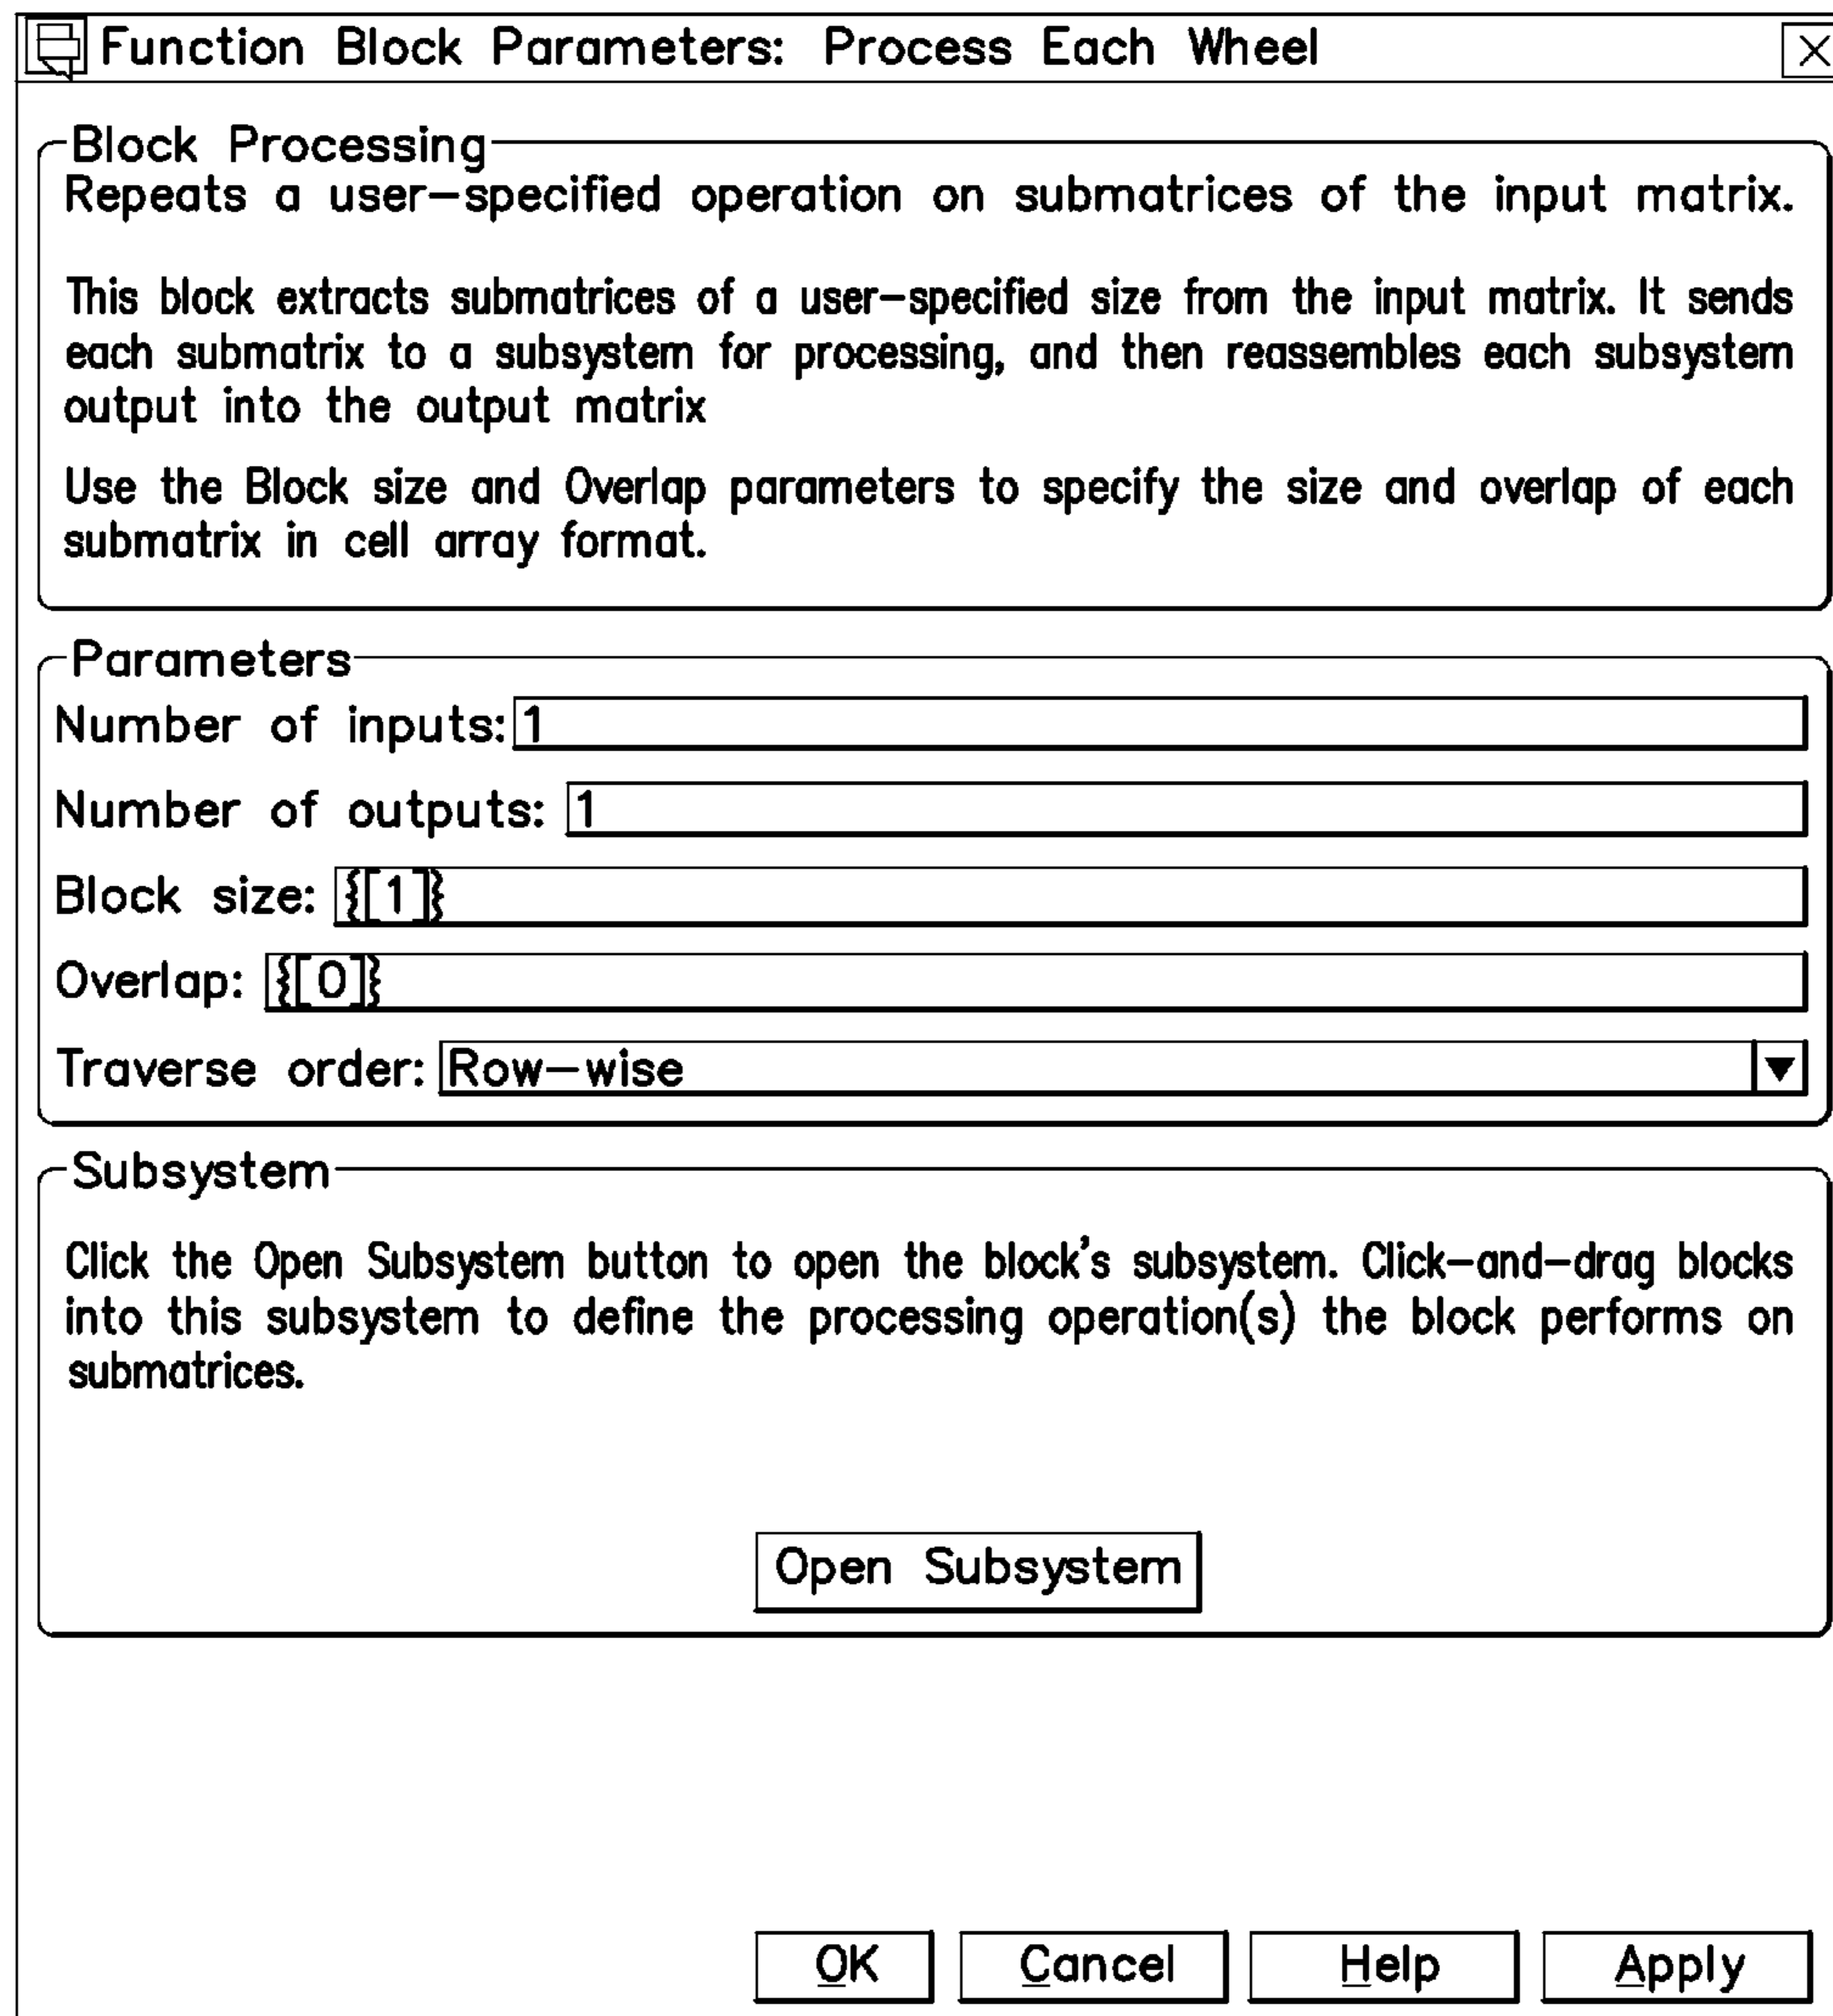 Function Block Parameters: Process Each Wheel
Block Processing
Repeats a user-specified operation on submatrices of the input matrix.
This block extracts submatrices of a user-specified size from the input matrix. It sends
each submatrix to a subsystem for processing, and then reassembles each subsystem
output into the output matrix
Use the Block size and Overlap parameters to specify the size and overlap of each
submatrix in cell array format.
Parameters
Number of inputs: 1
Number of outputs: 1
Block size: {[1]}
Overlap: {[0]}
Traverse order: Row-wise
Subsystem
Click the Open Subsystem button to open the block's subsystem. Click-and-drag blocks
into this subsystem to define the processing operation(s) the block performs on
submatrices.
Open Subsystem
OK Cancel Help Apply